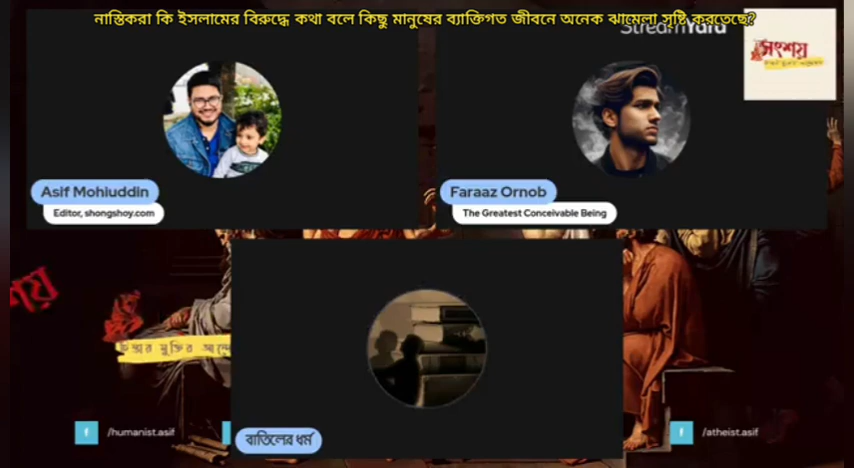 নাস্তিকরা কি ইসলামের বিরুদ্ধে কথা বলে কিছু মানুষের ব্যাক্তিগত জীবনে অনেক ঝামেলা সৃষ্টি করতেছে?
StreamYard
সংশয়
Asif Mohiuddin
Editor, shongshoy.com
Faraaz Ornob
The Greatest Conceivable Being
চিন্তার মুক্তির
বাতিলের ধর্ম
/humanist.asif
/atheist.asif